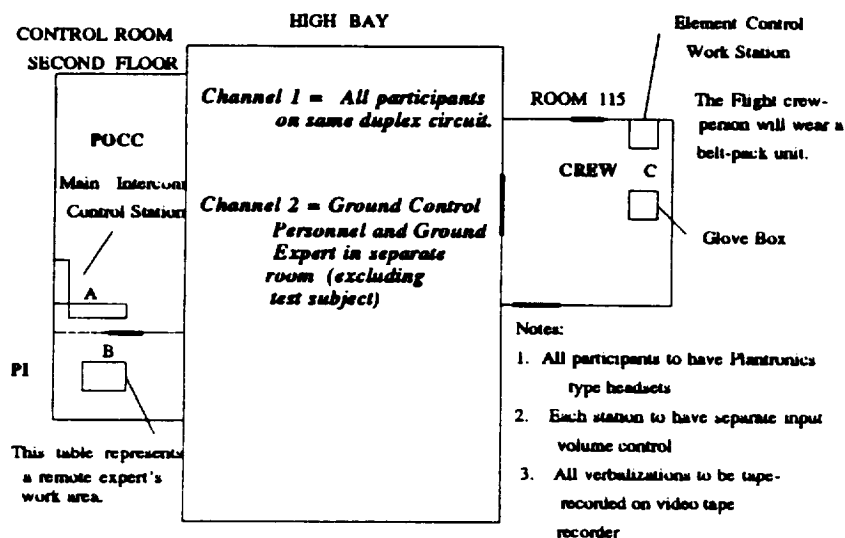 HIGH BAY
CONTROL ROOM
SECOND FLOOR
POCC
Main Intercom
Control Station
A
B
PI
This table represents
a remote expert's
work area.
Channel 1 = All participants
on same duplex circuit.
Channel 2 = Ground Control
Personnel and Ground
Expert in separate
room (excluding
test subject)
ROOM 115
CREW C
Element Control
Work Station
The Flight crew-
person will wear a
belt-pack unit.
Glove Box
Notes:
1. All participants to have Plantronics
type headsets
2. Each station to have separate input
volume control
3. All verbalizations to be tape-
recorded on video tape
recorder